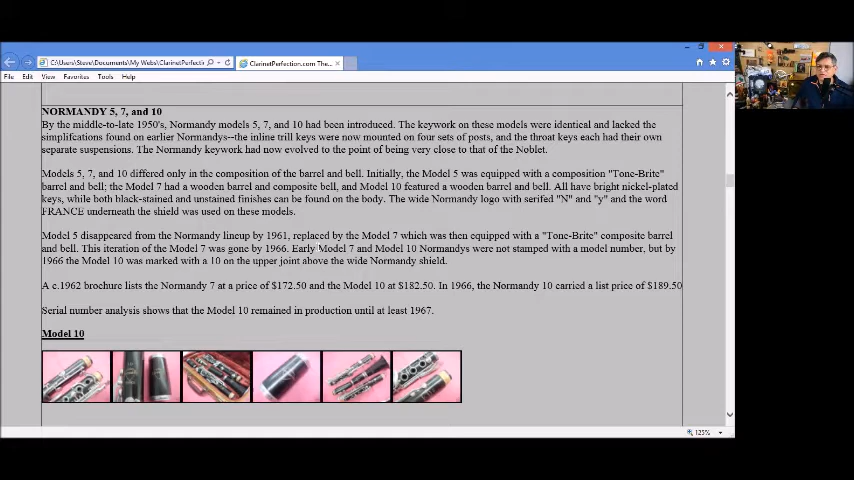 C:\Users\Steve\Documents\My Webs\ClarinetPerfecti
ClarinetPerfection.com The...
File Edit View Favorites Tools Help
NORMANDY 5, 7, and 10
By the middle-to-late 1950's, Normandy models 5, 7, and 10 had been introduced. The keywork on these models were identical and lacked the
simplifcations found on earlier Normandys--the inline trill keys were now mounted on four sets of posts, and the throat keys each had their own
separate suspensions. The Normandy keywork had now evolved to the point of being very close to that of the Noblet.
Models 5, 7, and 10 differed only in the composition of the barrel and bell. Initially, the Model 5 was equipped with a composition "Tone-Brite"
barrel and bell; the Model 7 had a wooden barrel and composite bell, and Model 10 featured a wooden barrel and bell. All have bright nickel-plated
keys, while both black-stained and unstained finishes can be found on the body. The wide Normandy logo with serifed "N" and "y" and the word
FRANCE underneath the shield was used on these models.
Model 5 disappeared from the Normandy lineup by 1961, replaced by the Model 7 which was then equipped with a "Tone-Brite" composite barrel
and bell. This iteration of the Model 7 was gone by 1966. Early Model 7 and Model 10 Normandys were not stamped with a model number, but by
1966 the Model 10 was marked with a 10 on the upper joint above the wide Normandy shield.
A c.1962 brochure lists the Normandy 7 at a price of $172.50 and the Model 10 at $182.50. In 1966, the Normandy 10 carried a list price of $189.50
Serial number analysis shows that the Model 10 remained in production until at least 1967.
Model 10
125%